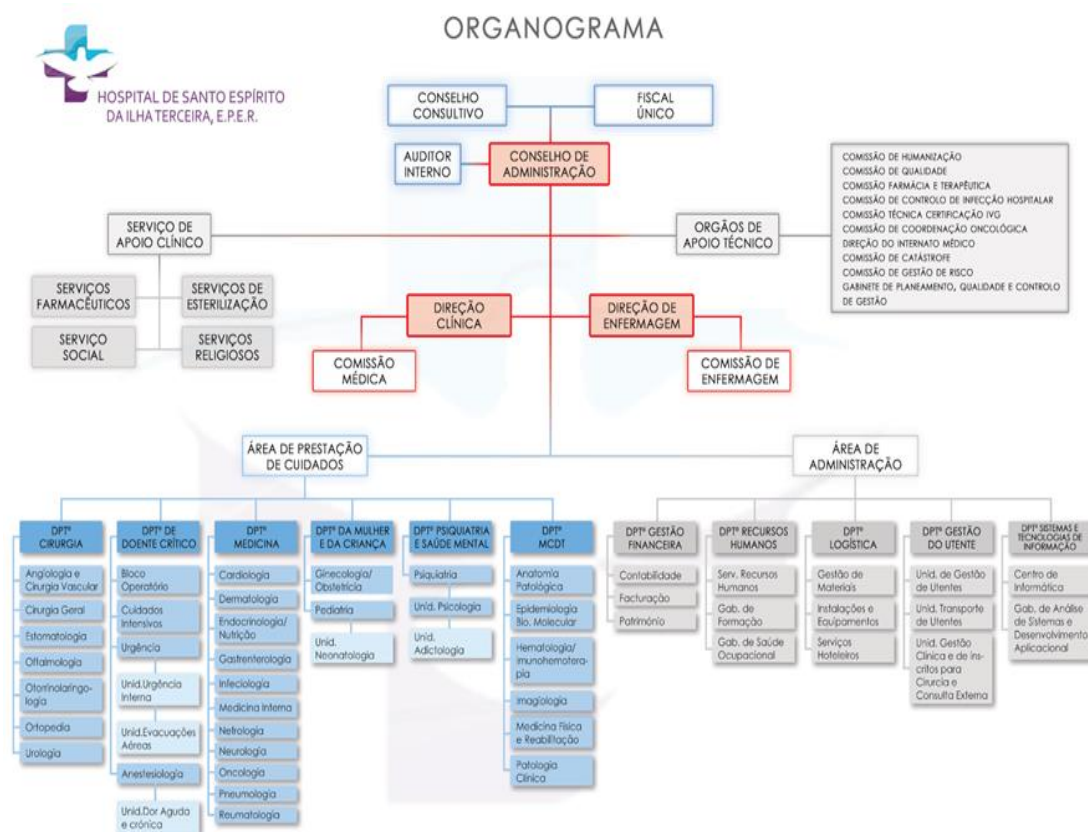 ORGANOGRAMA
HOSPITAL DE SANTO ESPÍRITO
DA ILHA TERCEIRA, E.P.E.R.
CONSELHO
CONSULTIVO
FISCAL
ÚNICO
AUDITOR
INTERNO
CONSELHO DE
ADMINISTRAÇÃO
COMISSÃO DE HUMANIZAÇÃO
COMISSÃO DE QUALIDADE
COMISSÃO FARMÁCIA E TERAPÊUTICA
COMISSÃO DE CONTROLO DE INFECÇÃO HOSPITALAR
COMISSÃO TÉCNICA CERTIFICAÇÃO IVG
COMISSÃO DE COORDENAÇÃO ONCOLÓGICA
DIREÇÃO DO INTERNATO MÉDICO
COMISSÃO DE CATÁSTROFE
COMISSÃO DE GESTÃO DE RISCO
GABINETE DE PLANEAMENTO, QUALIDADE E CONTROLO
DE GESTÃO
SERVIÇO DE
APOIO CLÍNICO
ORGÃOS DE
APOIO TÉCNICO
SERVIÇOS
FARMACÊUTICOS
SERVIÇOS DE
ESTERILIZAÇÃO
SERVIÇO
SOCIAL
SERVIÇOS
RELIGIOSOS
DIREÇÃO
CLÍNICA
DIREÇÃO DE
ENFERMAGEM
COMISSÃO
MÉDICA
COMISSÃO DE
ENFERMAGEM
ÁREA DE PRESTAÇÃO
DE CUIDADOS
ÁREA DE
ADMINISTRAÇÃO
DPTº
CIRURGIA
Angiologia e
Cirurgia Vascular
Cirurgia Geral
Estomatologia
Oftalmologia
Otorrinolaringo-
logia
Ortopedia
Urologia
DPTº DE
DOENTE CRÍTICO
Bloco
Operatório
Cuidados
Intensivos
Urgência
Unid.Urgência
Interna
Unid.Evacuações
Aéreas
Anestesiologia
Unid.Dor Aguda
e crónica
DPTº
MEDICINA
Cardiologia
Dermatologia
Endocrinologia/
Nutrição
Gastrenterologia
Infeciologia
Medicina Interna
Nefrologia
Neurologia
Oncologia
Pneumologia
Reumatologia
DPTº DA MULHER
E DA CRIANÇA
Ginecologia/
Obstetrícia
Pediatria
Unid.
Neonatologia
DPTº PSIQUIATRIA
E SAÚDE MENTAL
Psiquiatria
Unid. Psicologia
Unid.
Adictologia
DPTº
MCDT
Anatomia
Patológica
Epidemiologia
Bio. Molecular
Hematologia/
Imunohemotera-
pia
Imagiologia
Medicina Física
e Reabilitação
Patologia
Clínica
DPTº GESTÃO
FINANCEIRA
Contabilidade
Facturação
Património
DPTº RECURSOS
HUMANOS
Serv. Recursos
Humanos
Gab. de
Formação
Gab. de Saúde
Ocupacional
DPTº
LOGÍSTICA
Gestão de
Materiais
Instalações e
Equipamentos
Serviços
Hoteleiros
DPTº GESTÃO
DO UTENTE
Unid. de Gestão
de Utentes
Unid. Transporte
de Utentes
Unid. Gestão
Clínica e de ins-
critos para
Cirurcia e
Consulta Externa
DPTº SISTEMAS E
TECNOLOGIAS DE
INFORMAÇÃO
Centro de
Informática
Gab. de Análise
de Sistemas e
Desenvolvimento
Aplicacional